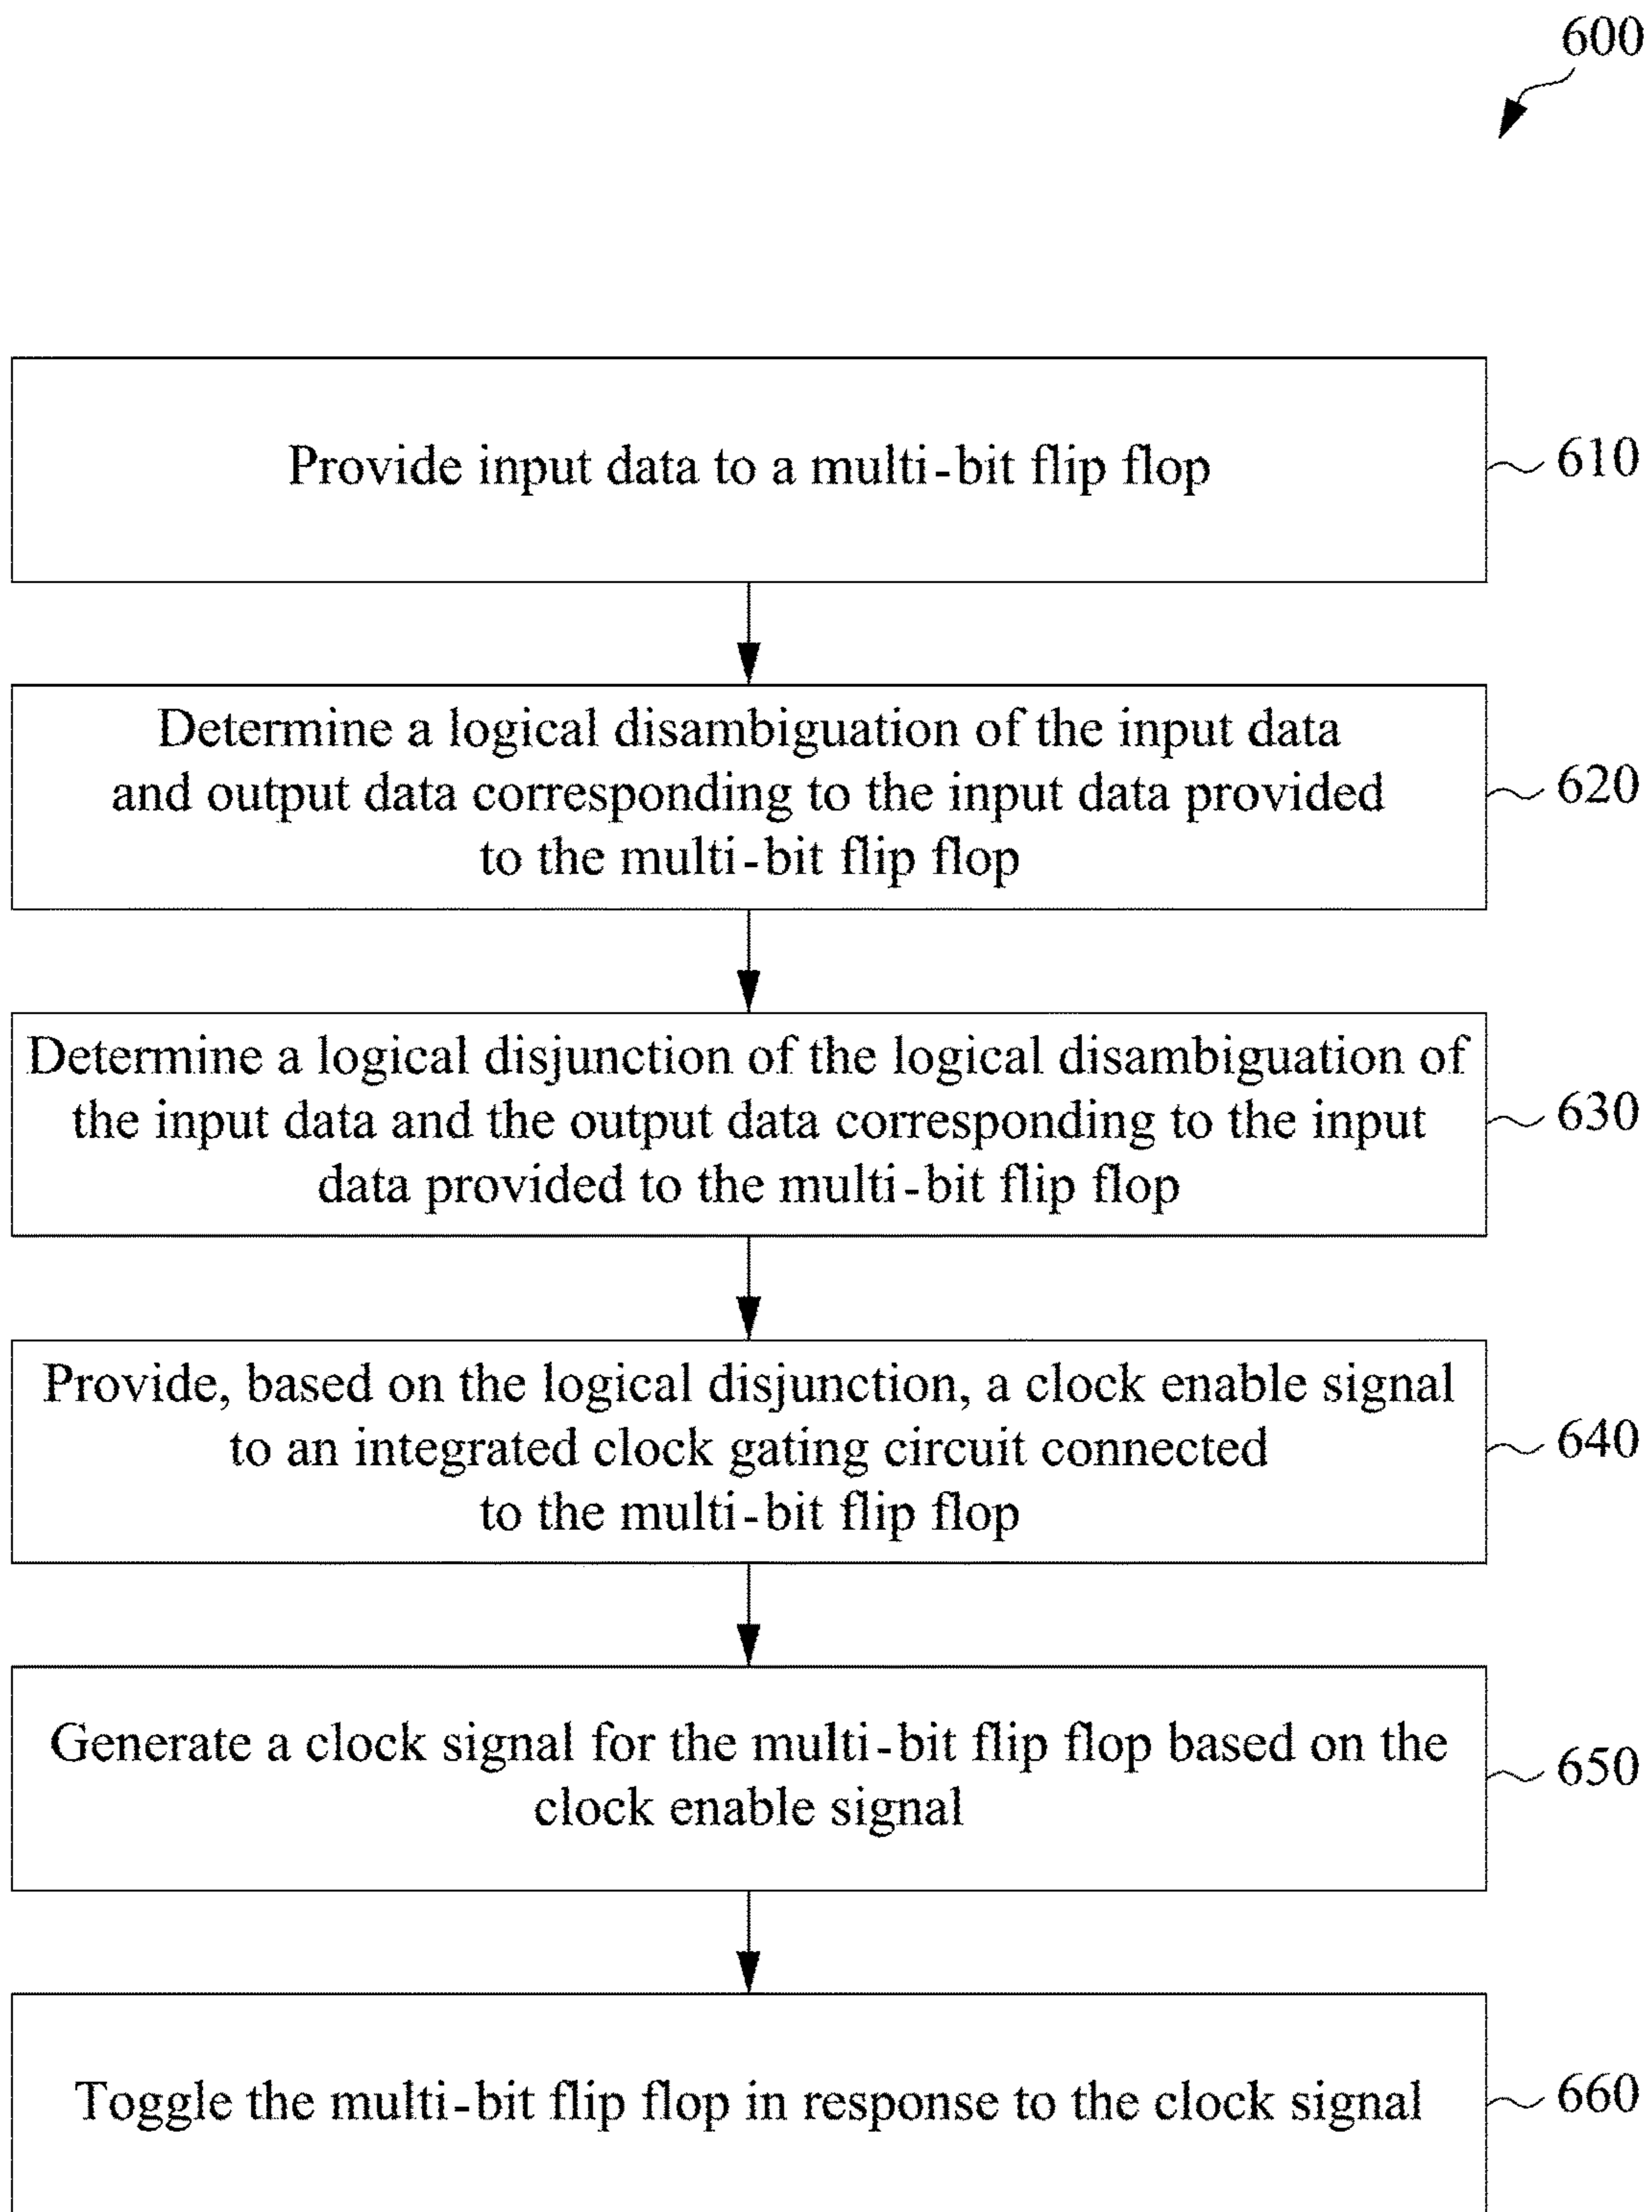 600
Provide input data to a multi-bit flip flop
610
Determine a logical disambiguation of the input data
and output data corresponding to the input data provided
to the multi-bit flip flop
620
Determine a logical disjunction of the logical disambiguation of
the input data and the output data corresponding to the input
data provided to the multi-bit flip flop
630
Provide, based on the logical disjunction, a clock enable signal
to an integrated clock gating circuit connected
to the multi-bit flip flop
640
Generate a clock signal for the multi-bit flip flop based on the
clock enable signal
650
Toggle the multi-bit flip flop in response to the clock signal
660